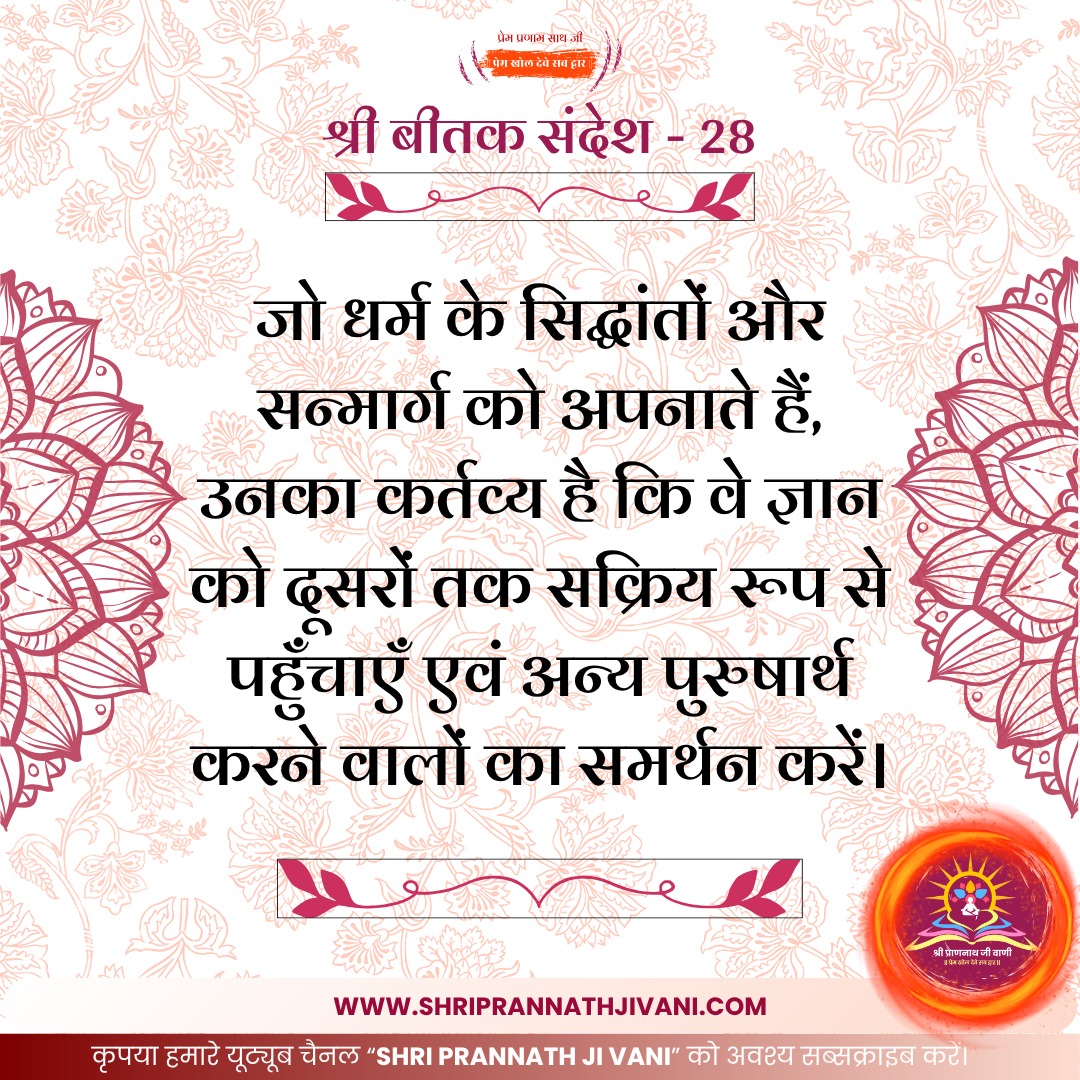 प्रेम प्रणाम साथ जी
प्रेम खोल देवे सब द्वार
श्री बीतक संदेश - 28
जो धर्म के सिद्धांतों और
सन्मार्ग को अपनाते हैं,
उनका कर्तव्य है कि वे ज्ञान
को दूसरों तक सक्रिय रूप से
पहुँचाएँ एवं अन्य पुरुषार्थ
करने वालों का समर्थन करें।
श्री प्राणनाथ जी वाणी
॥ प्रेम खोल देवे सब द्वार ॥
WWW.SHRIPRANNATHJIVANI.COM
कृपया हमारे यूट्यूब चैनल “SHRI PRANNATH JI VANI” को अवश्य सब्सक्राइब करें।